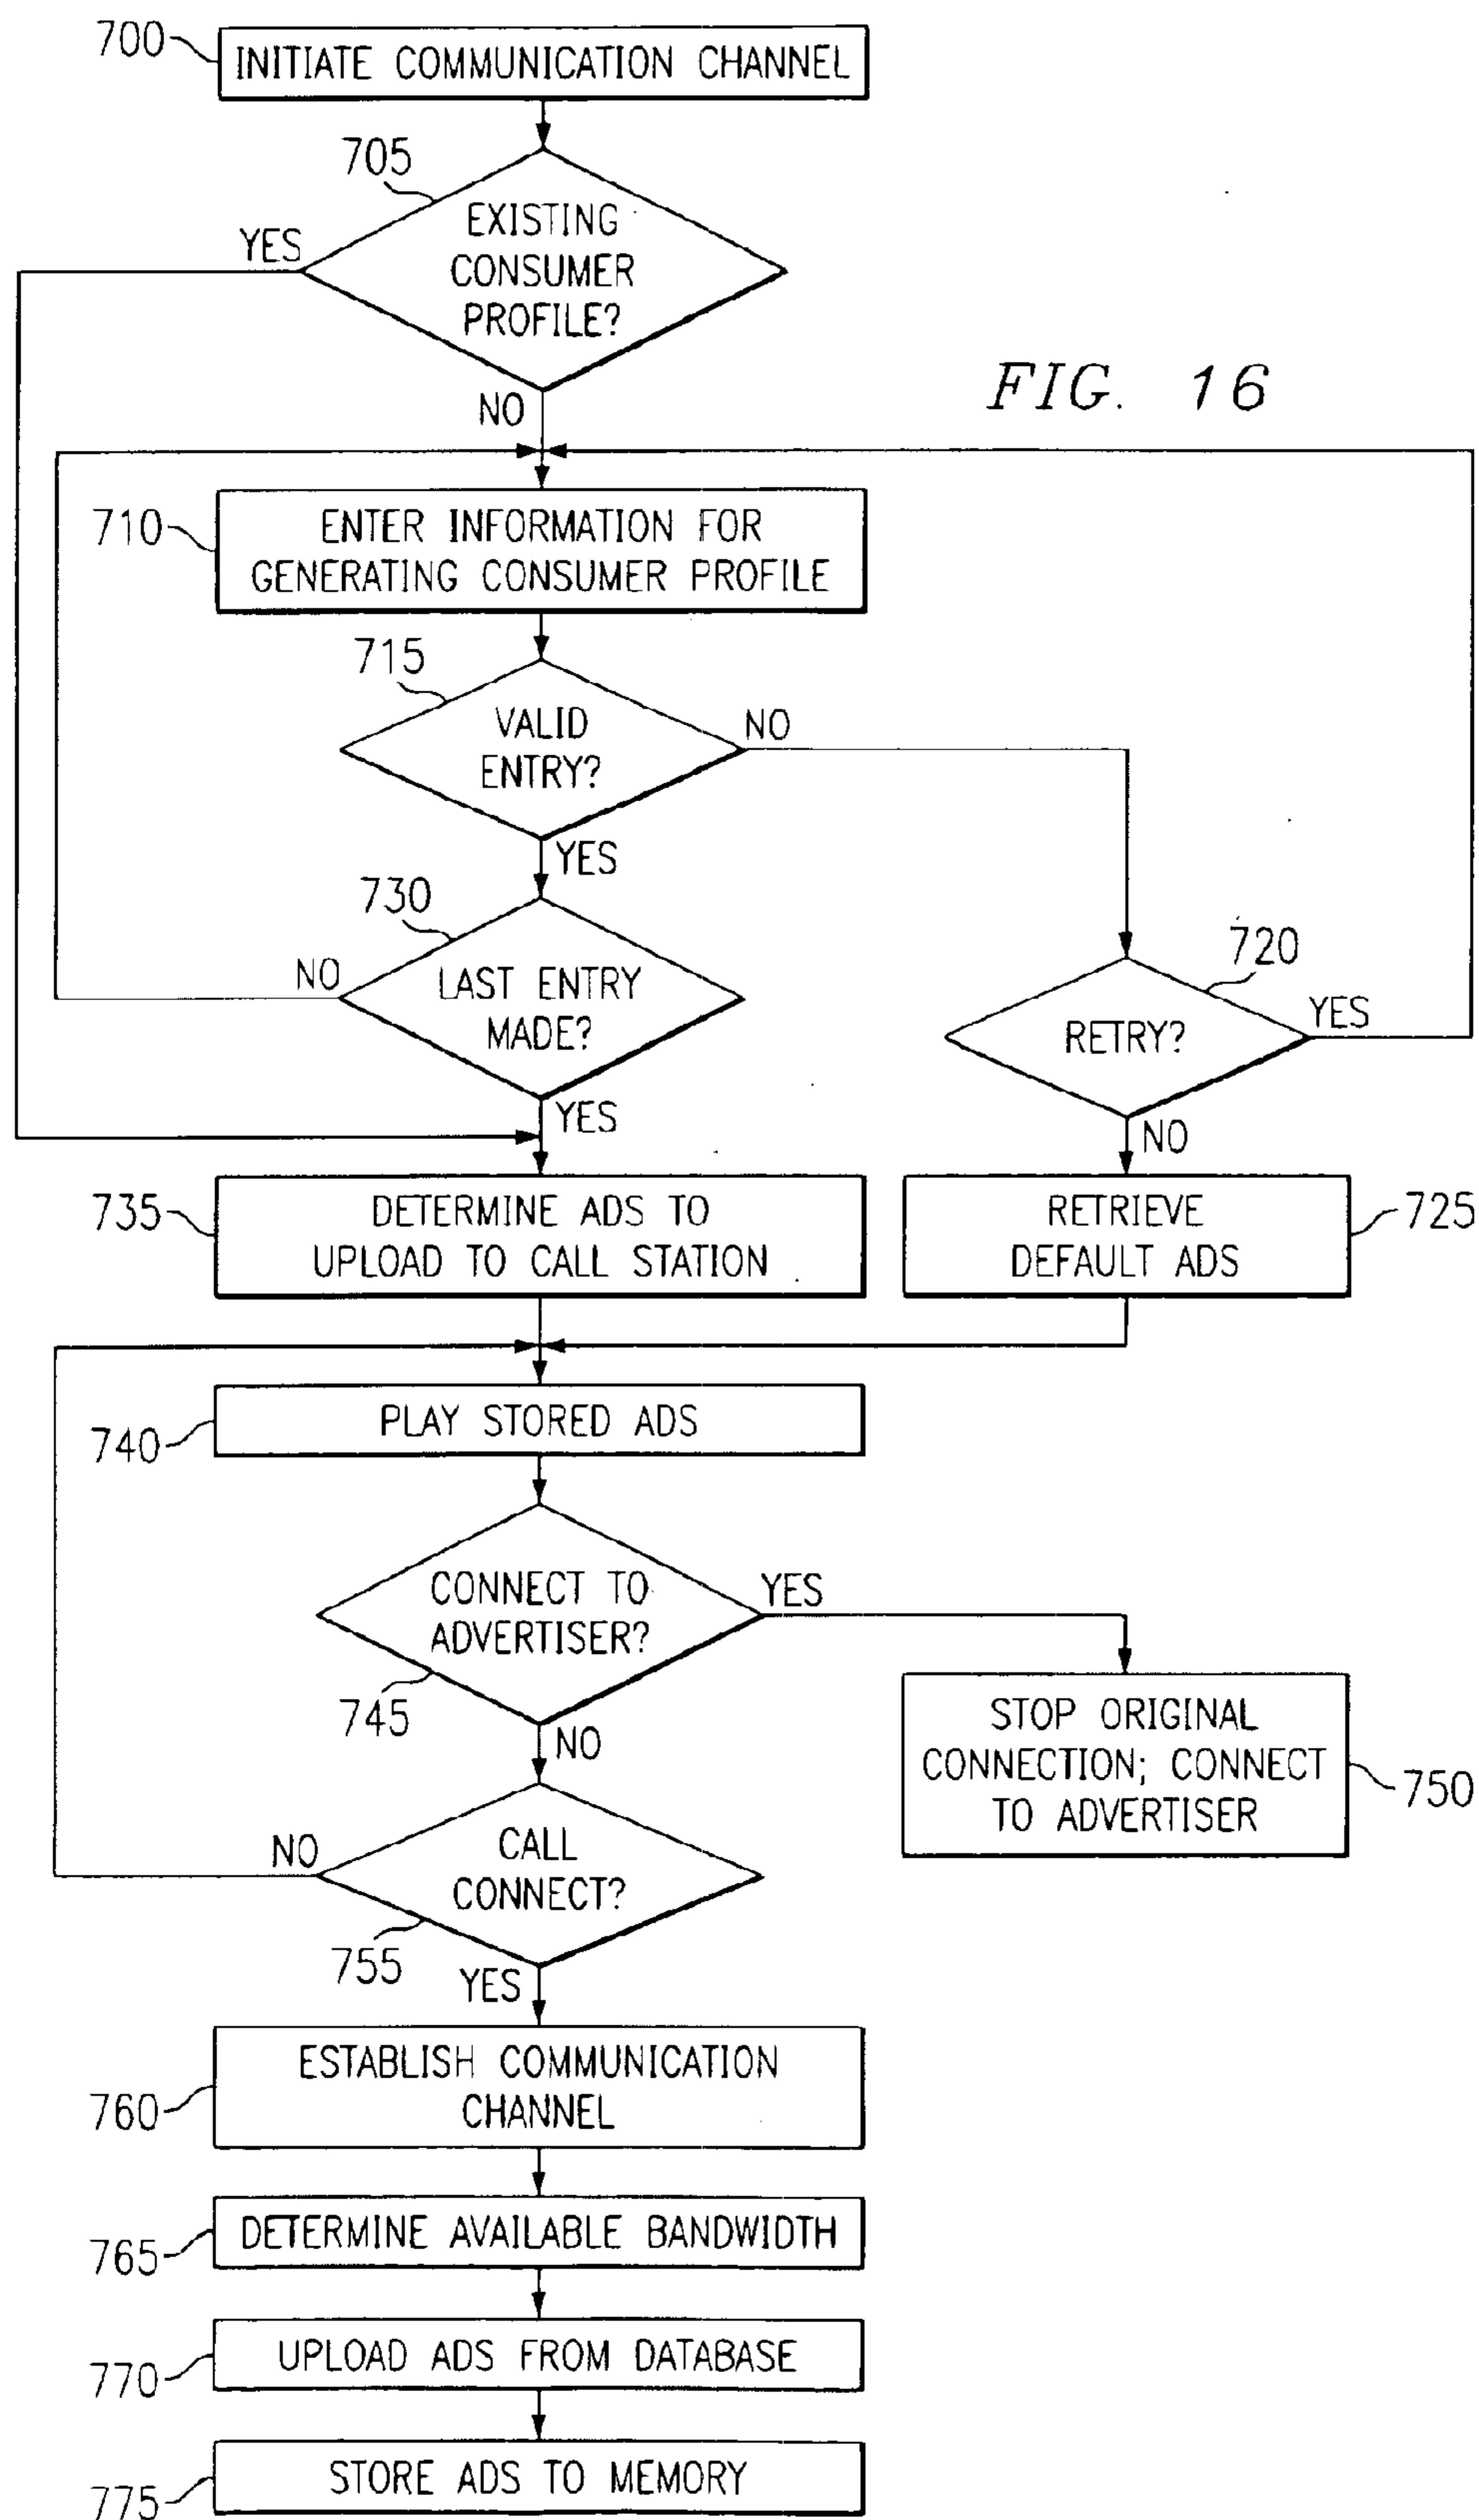 700
INITIATE COMMUNICATION CHANNEL
705
EXISTING
CONSUMER
PROFILE?
YES
NO
FIG. 16
710
ENTER INFORMATION FOR
GENERATING CONSUMER PROFILE
715
VALID
ENTRY?
NO
YES
730
LAST ENTRY
MADE?
NO
YES
720
RETRY?
YES
NO
735
DETERMINE ADS TO
UPLOAD TO CALL STATION
RETRIEVE
DEFAULT ADS
725
740
PLAY STORED ADS
CONNECT TO
ADVERTISER?
YES
745
NO
STOP ORIGINAL
CONNECTION; CONNECT
TO ADVERTISER
750
CALL
CONNECT?
NO
755
YES
ESTABLISH COMMUNICATION
CHANNEL
760
DETERMINE AVAILABLE BANDWIDTH
765
UPLOAD ADS FROM DATABASE
770
STORE ADS TO MEMORY
775